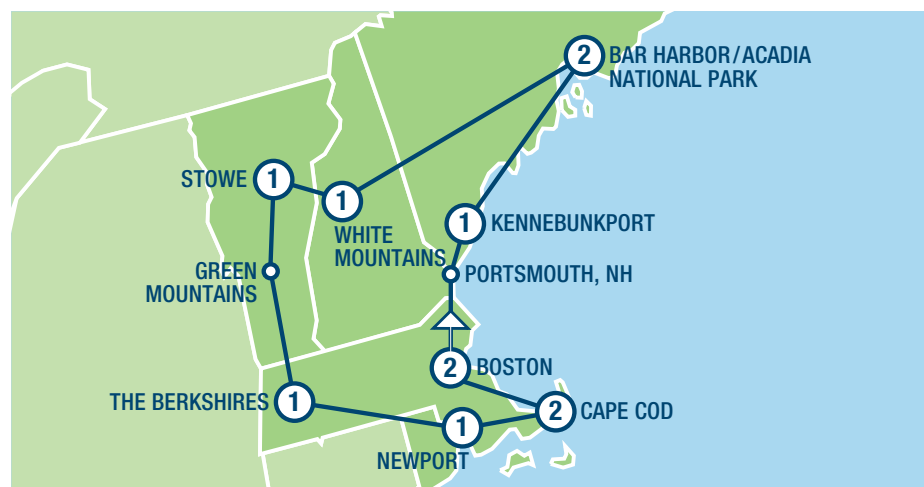 2
BAR HARBOR/ACADIA
NATIONAL PARK
STOWE
1
1
WHITE
MOUNTAINS
1
KENNEBUNKPORT
GREEN
MOUNTAINS
PORTSMOUTH, NH
2
BOSTON
THE BERKSHIRES
1
2
CAPE COD
1
NEWPORT